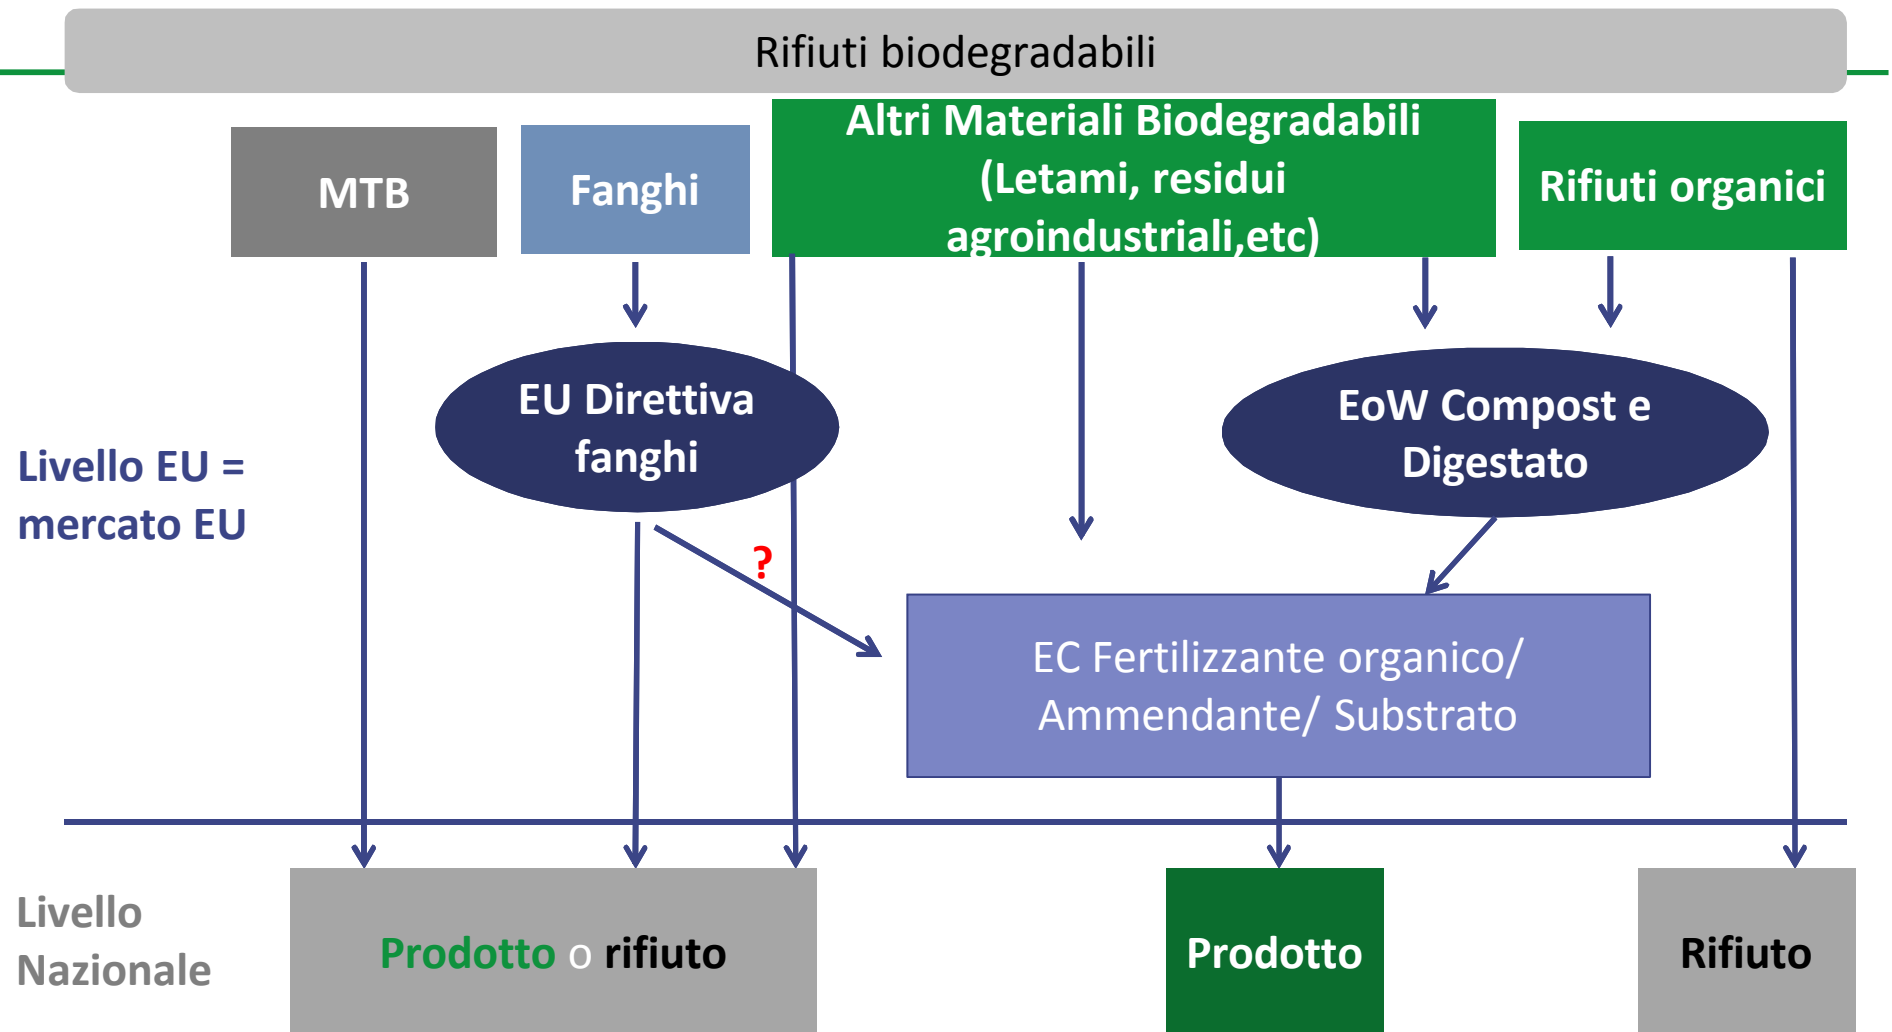 Rifiuti biodegradabili
MTB
Fanghi
Altri Materiali Biodegradabili
(Letami, residui
agroindustriali,etc)
Rifiuti organici
EU Direttiva
fanghi
EoW Compost e
Digestato
Livello EU =
mercato EU
?
EC Fertilizzante organico/
Ammendante/ Substrato
Livello
Nazionale
Prodotto o rifiuto
Prodotto
Rifiuto